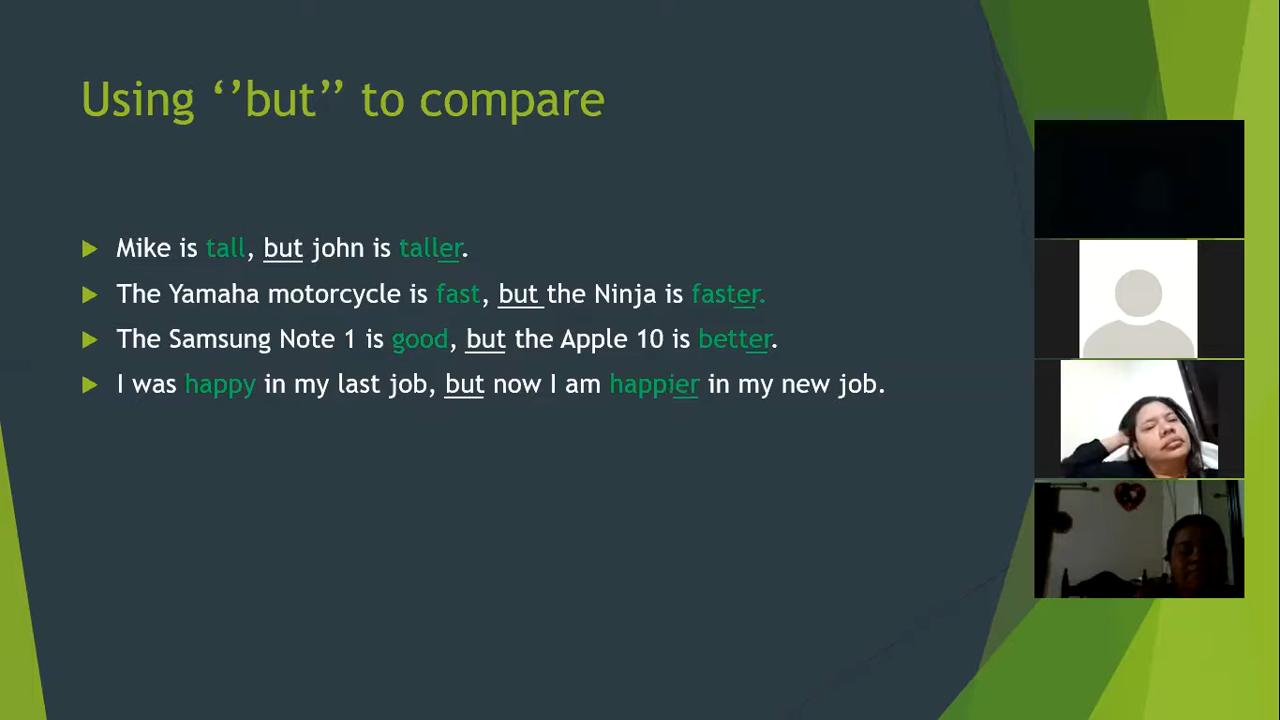 Using ‘’but’’ to compare
Mike is tall, but john is taller.
The Yamaha motorcycle is fast, but the Ninja is faster.
The Samsung Note 1 is good, but the Apple 10 is better.
I was happy in my last job, but now I am happier in my new job.